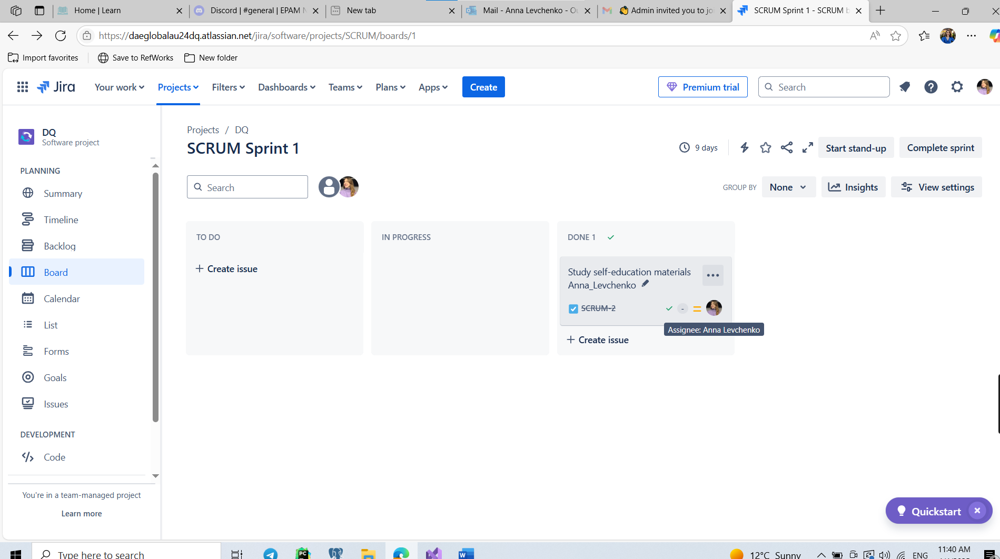 Home | Learn
Discord | #general | EPAM
New tab
Mail - Anna Levchenko - Ou
Admin invited you to jo
SCRUM Sprint 1 - SCRUM b
https://daeglobalau24dq.atlassian.net/jira/software/projects/SCRUM/boards/1
Import favorites
Save to RefWorks
New folder
Jira
Your work
Projects
Filters
Dashboards
Teams
Plans
Apps
Create
Premium trial
Search
DQ
Software project
Projects / DQ
SCRUM Sprint 1
9 days
Start stand-up
Complete sprint
Search
GROUP BY
None
Insights
View settings
PLANNING
Summary
Timeline
Backlog
Board
Calendar
List
Forms
Goals
Issues
DEVELOPMENT
Code
You're in a team-managed project
Learn more
TO DO
+ Create issue
IN PROGRESS
DONE 1
Study self-education materials
Anna_Levchenko
SCRUM-2
-
Assignee: Anna Levchenko
+ Create issue
Quickstart
Type here to search
PC
W
12°C Sunny
ENG
11:40 AM